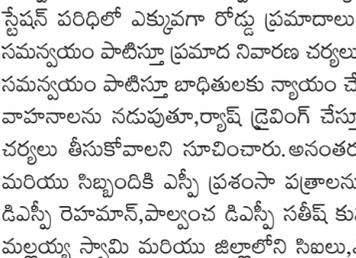 స్టేషన్ పరిధిలో ఎక్కువగా రోడ్డు ప్రమాదాలు
సమన్వయం పాటిస్తూ ప్రమాద నివారణ చర్యలు
సమన్వయం పాటిస్తూ బాధితులకు న్యాయం చే
వాహనాలను నడుపుతూ,ర్యాష్ డ్రైవింగ్ చేస్తూ
చర్యలు తీసుకోవాలని సూచించారు.అనంతర
మరియు సిబ్బందికి ఎస్పీ ప్రశంసా పత్రాలను
డిఎస్పీ రెహమాన్,పాల్వంచ డిఎస్పీ సతీష్ కు
మల్లయ్య స్వామి మరియు జిల్లాలోని సిఐలు,